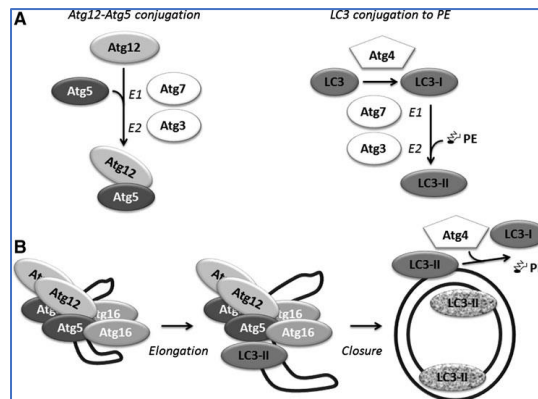 A
Atg12-Atg5 conjugation
LC3 conjugation to PE
Atg12
Atg5
E1
Atg7
E2
Atg3
Atg12
Atg5
Atg4
LC3
LC3-I
Atg7
E1
Atg3
E2
PE
LC3-II
B
Atg12
Atg5
Atg16
Atg16
Elongation
Atg12
Atg5
Atg16
Atg16
LC3-II
Closure
Atg4
LC3-I
LC3-II
PE
LC3-II
LC3-II